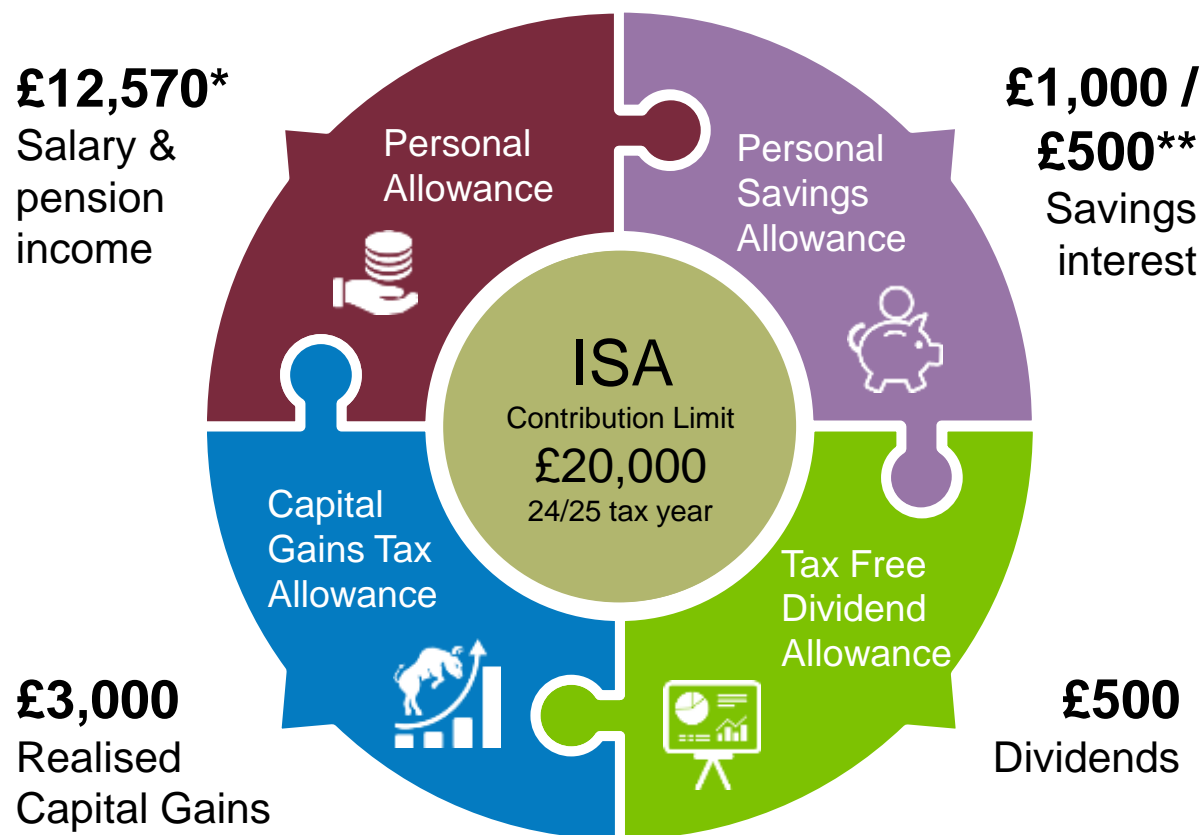 £12,570*
Salary &
pension
income
Personal
Allowance
Personal
Savings
Allowance
£1,000 /
£500**
Savings
interest
ISA
Contribution Limit
£20,000
24/25 tax year
Capital
Gains Tax
Allowance
Tax Free
Dividend
Allowance
£3,000
Realised
Capital Gains
£500
Dividends